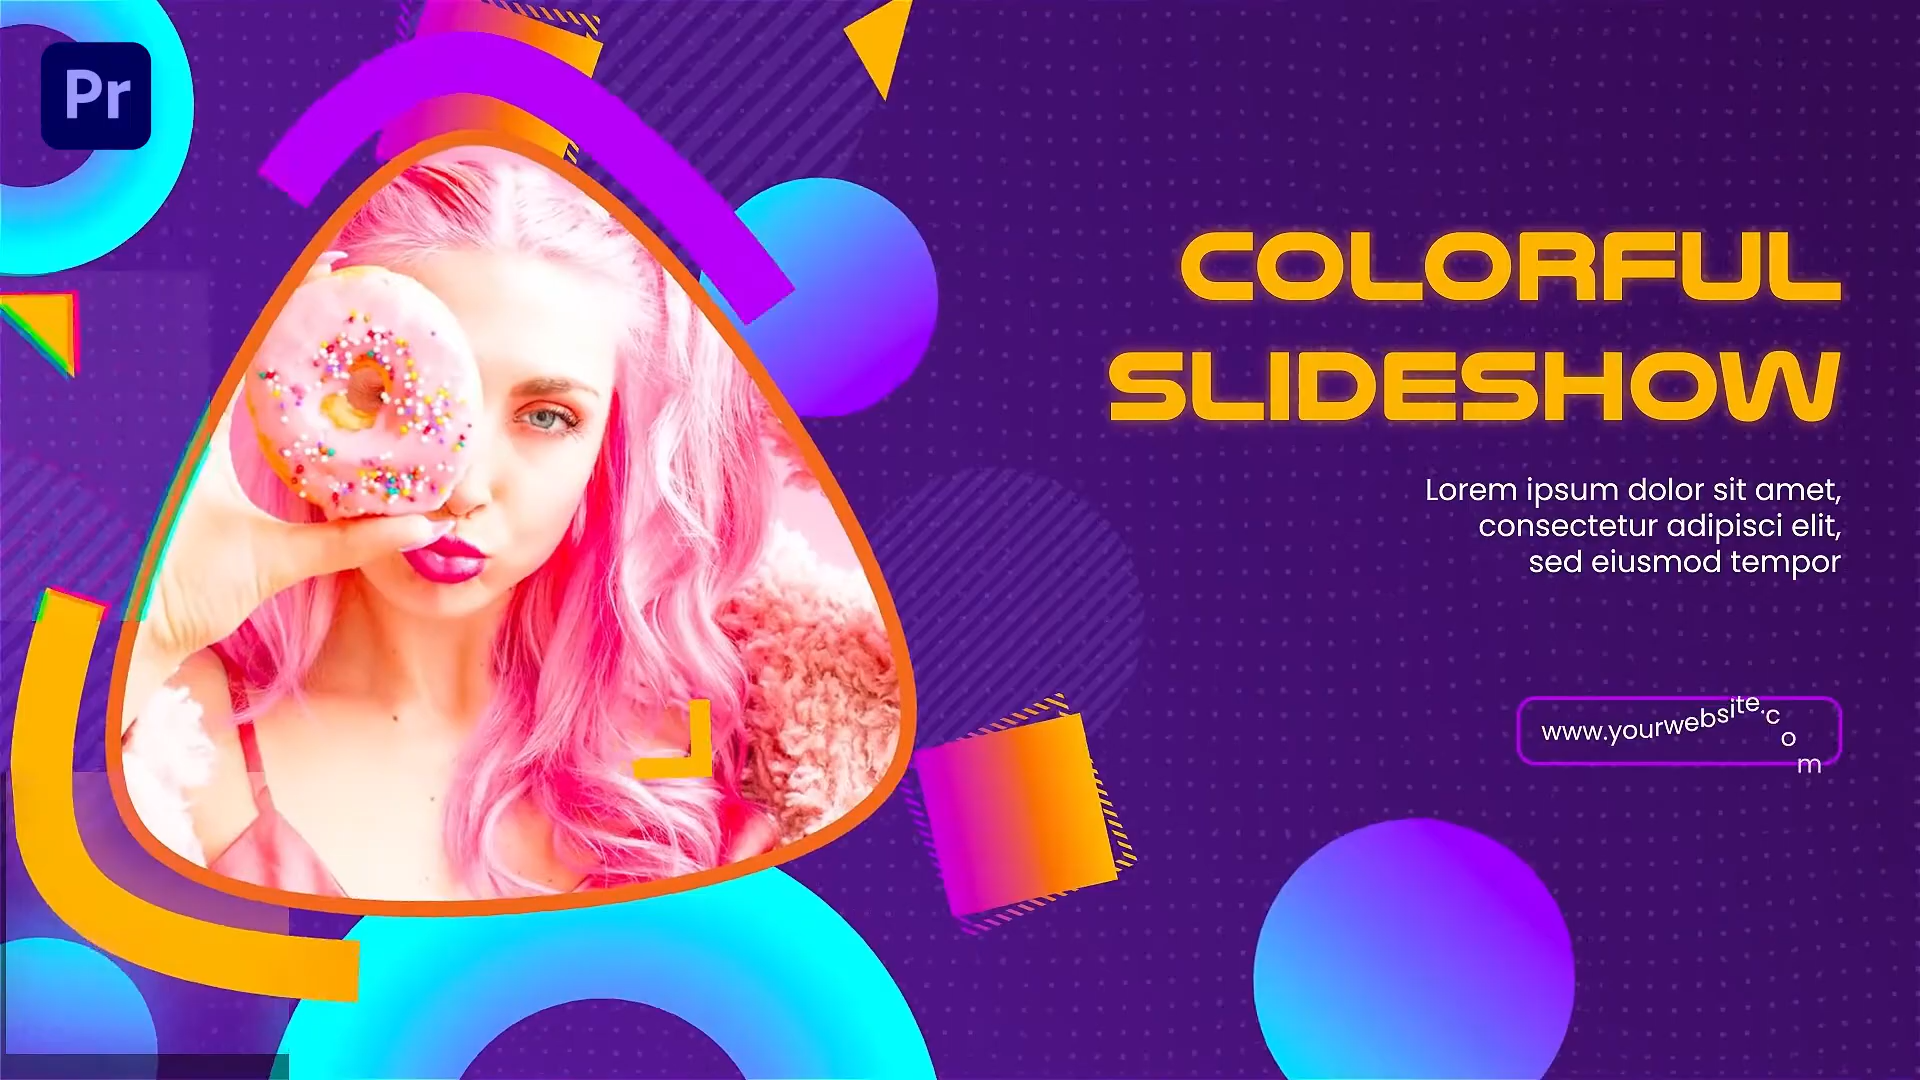 Pr
COLORFUL
SLIDESHOW
Lorem ipsum dolor sit amet,
consectetur adipisci elit,
sed eiusmod tempor
www.yourwebsite.com